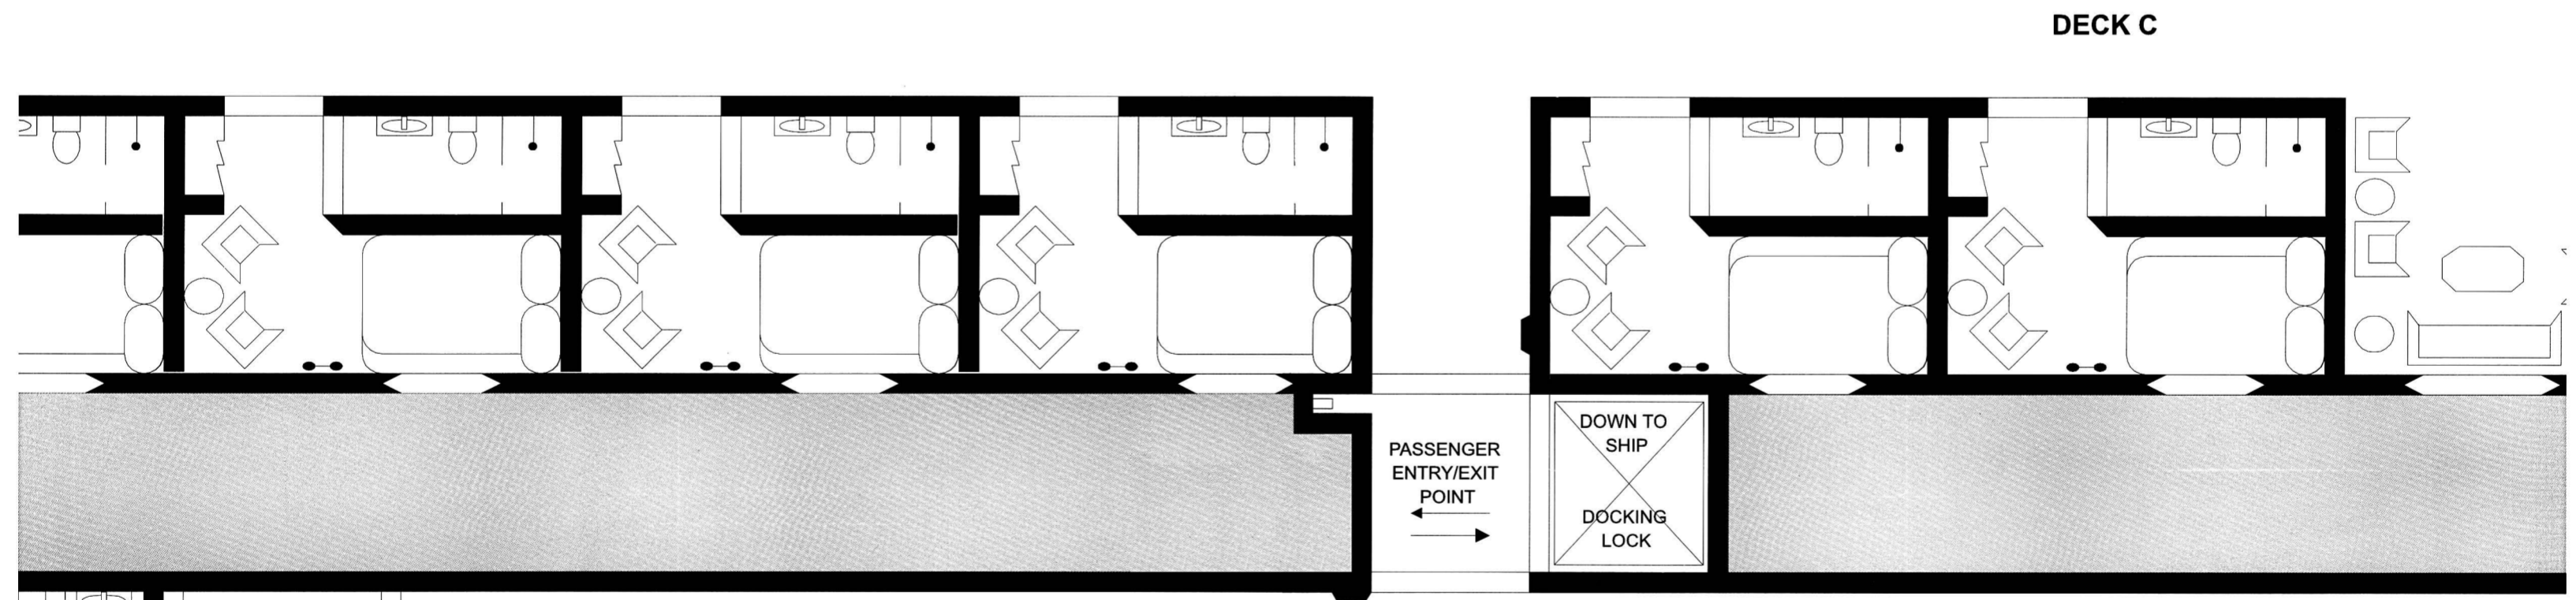 DECK C
PASSENGER
ENTRY/EXIT
POINT
DOWN TO
SHIP
DOCKING
LOCK